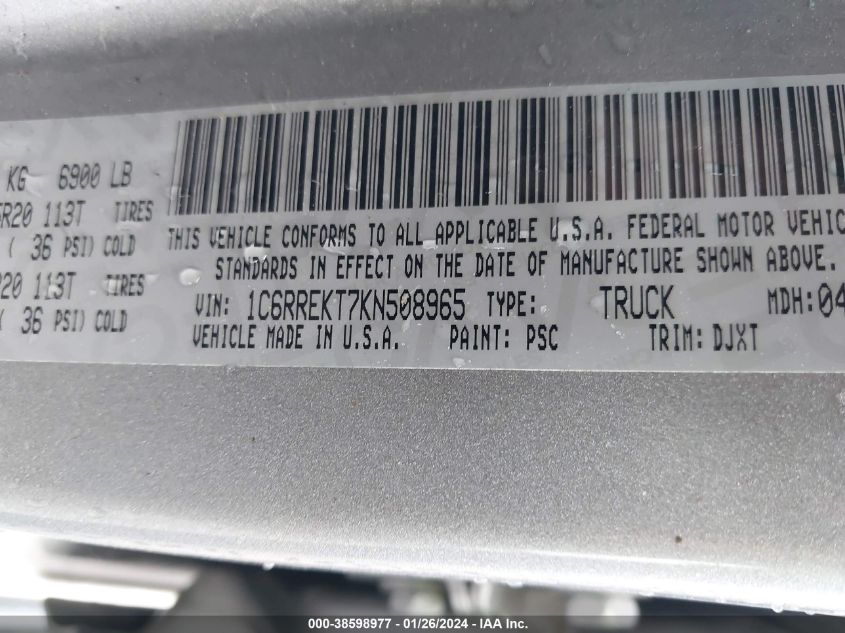 KG 6900 LB
R20 113T TIRES
( 36 PSI) COLD
20 113T TIRES
( 36 PSI) COLD
THIS VEHICLE CONFORMS TO ALL APPLICABLE U.S.A. FEDERAL MOTOR VEHIC
STANDARDS IN EFFECT ON THE DATE OF MANUFACTURE SHOWN ABOVE.
VIN: 1C6RREKT7KN508965 TYPE: TRUCK MDH:04
VEHICLE MADE IN U.S.A. PAINT: PSC TRIM: DJXT
000-38598977 - 01/26/2024 - IAA Inc.